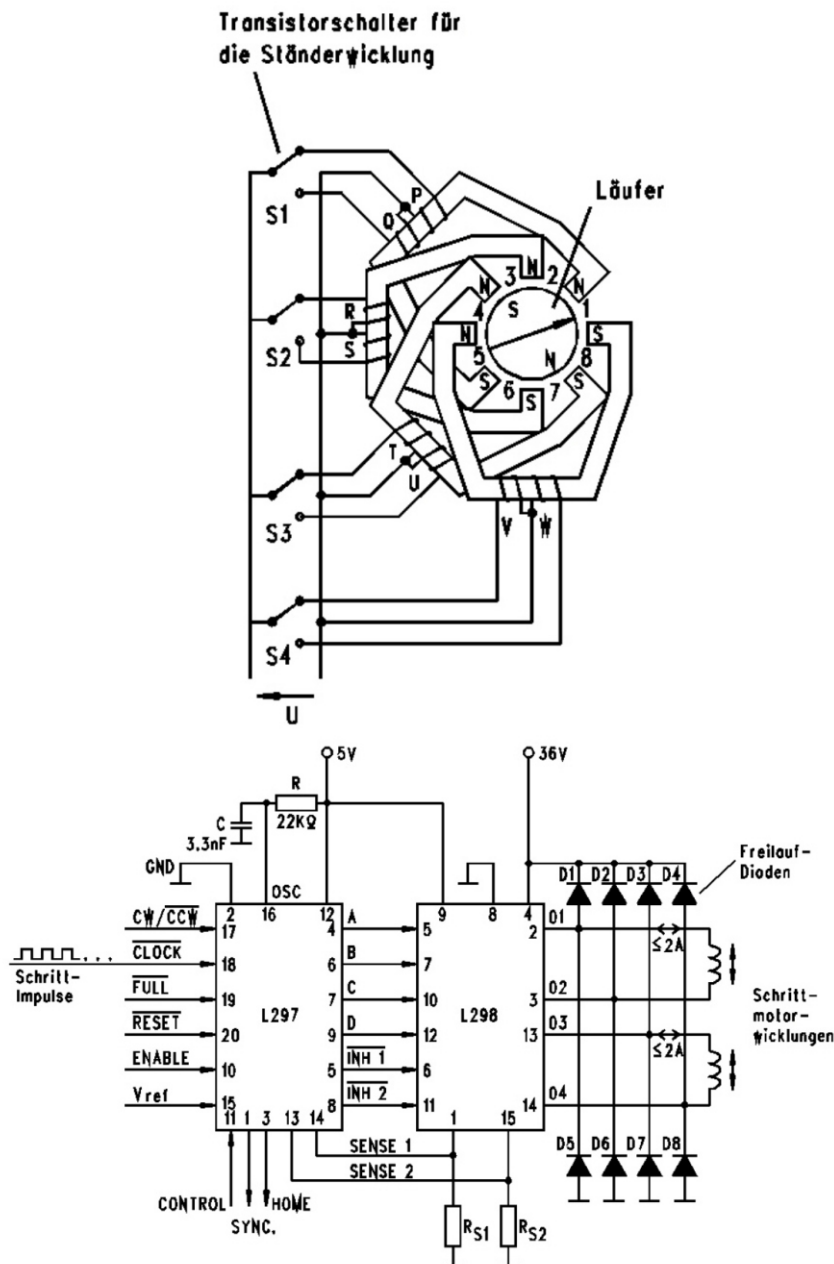 Transistorschalter für
die Ständerwicklung
Läufer
S1
Q
P
S2
R
S
S3
T
U
S4
V
W
N
N
N
N
S
S
S
S
S
N
1
2
3
4
5
6
7
8
U
5V
36V
R
22KΩ
C
3.3nF
GND
OSC
2
16
12
9
8
4
D1
D2
D3
D4
Freilauf-
Dioden
CW/CCW
17
4
A
5
2
01
≤2A
CLOCK
18
6
B
7
Schritt-
Impulse
FULL
19
7
C
10
3
02
L297
L298
Schritt-
motor-
wicklungen
RESET
20
9
D
12
13
03
≤2A
ENABLE
10
5
INH 1
6
Vref
15
8
INH 2
11
14
04
11
1
3
13
14
1
15
D5
D6
D7
D8
SENSE 1
SENSE 2
CONTROL
HOME
SYNC.
RS1
RS2